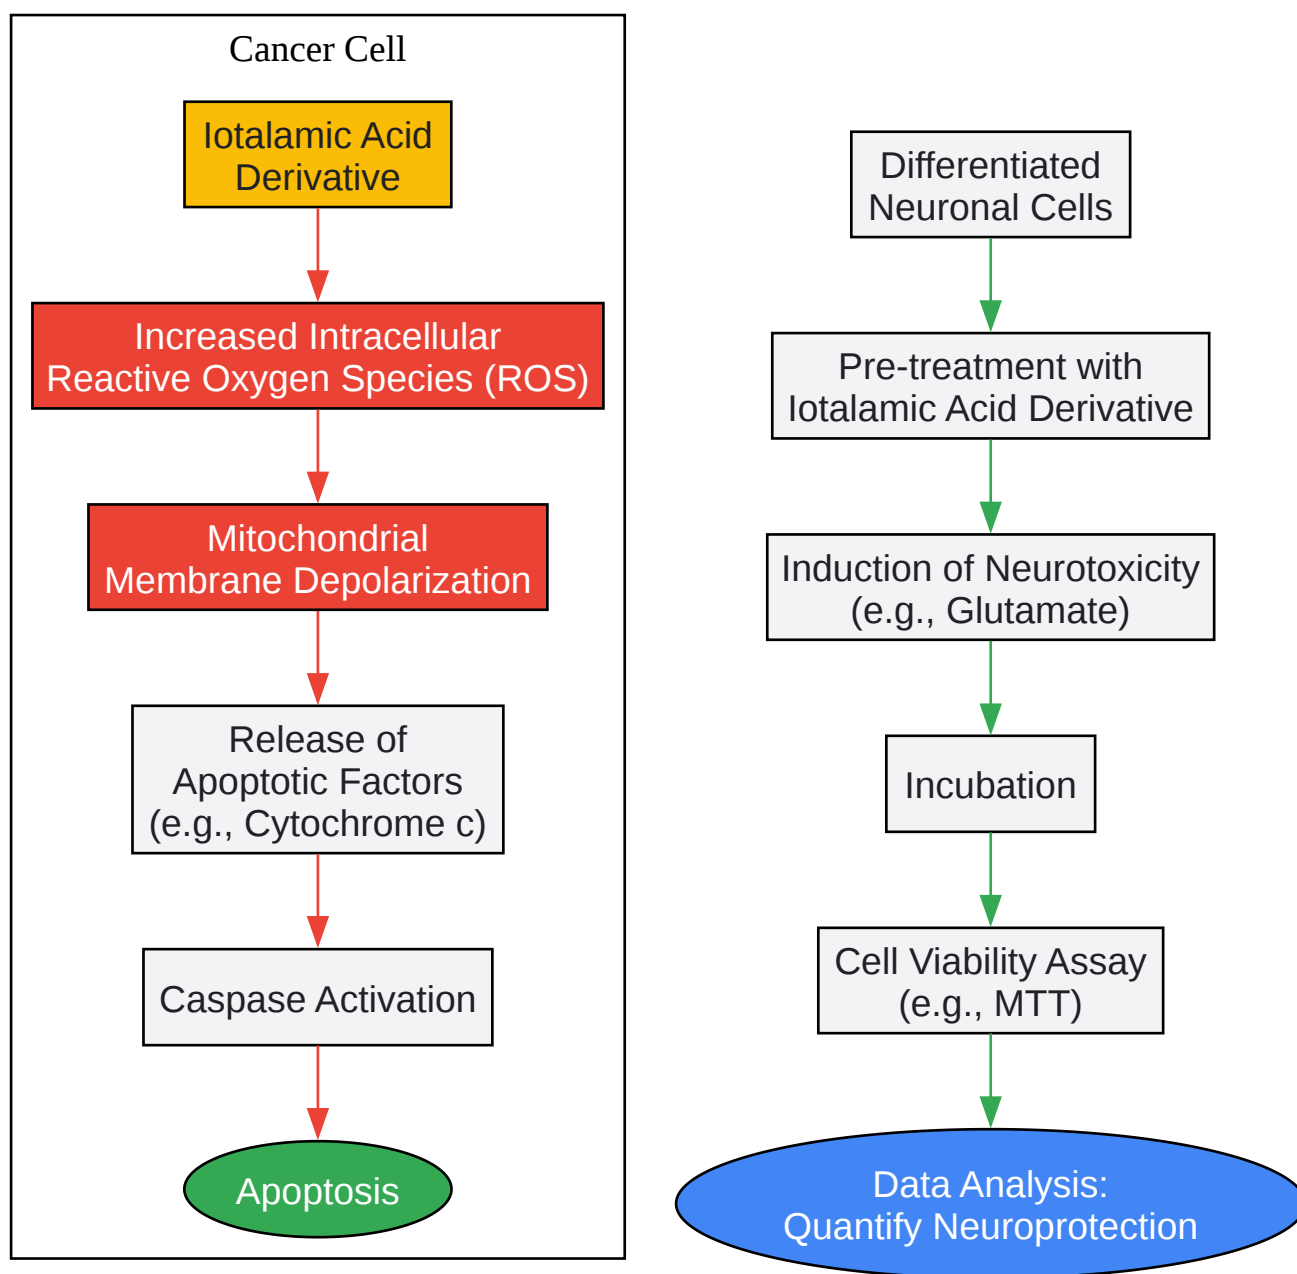 Cancer Cell
Iotalamic Acid
Derivative
Increased Intracellular
Reactive Oxygen Species (ROS)
Mitochondrial
Membrane Depolarization
Release of
Apoptotic Factors
(e.g., Cytochrome c)
Caspase Activation
Apoptosis
Differentiated
Neuronal Cells
Pre-treatment with
Iotalamic Acid Derivative
Induction of Neurotoxicity
(e.g., Glutamate)
Incubation
Cell Viability Assay
(e.g., MTT)
Data Analysis:
Quantify Neuroprotection